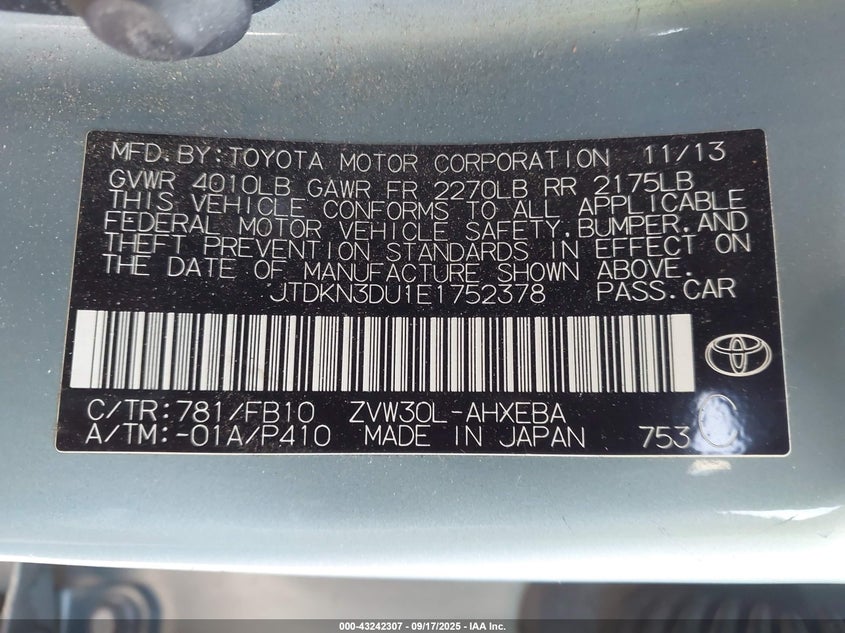 MFD.BY:TOYOTA MOTOR CORPORATION 11/13
GVWR 4010LB GAWR FR 2270LB RR 2175LB
THIS VEHICLE CONFORMS TO ALL APPLICABLE
FEDERAL MOTOR VEHICLE SAFETY,BUMPER,AND
THEFT PREVENTION STANDARDS IN EFFECT ON
THE DATE OF MANUFACTURE SHOWN ABOVE.
JTDKN3DU1E1752378 PASS.CAR
C/TR:781/FB10 ZVW30L-AHXEBA
A/TM:-01A/P410 MADE IN JAPAN 753 C
000-43242307 - 09/17/2025 - IAA Inc.